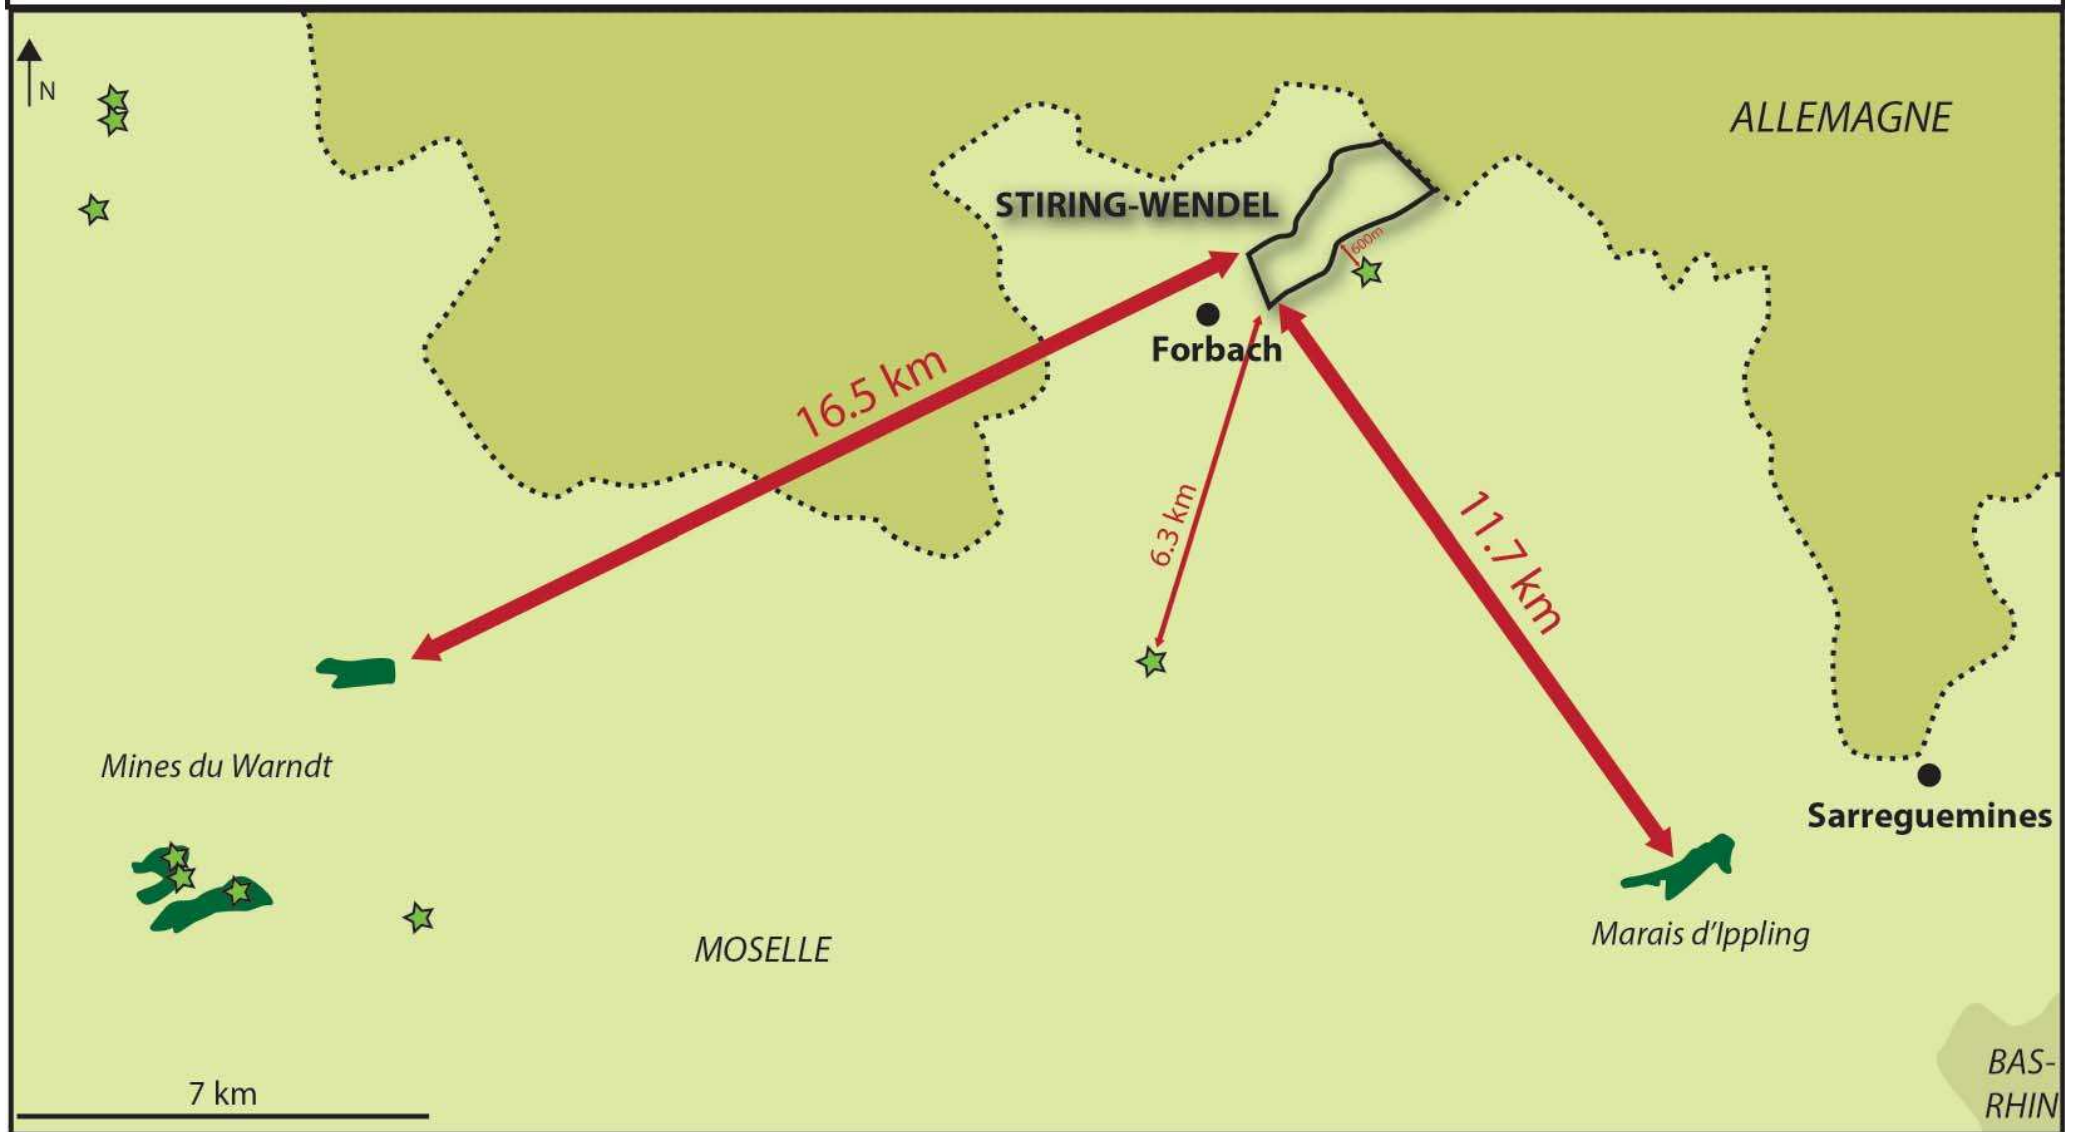 N
ALLEMAGNE
STIRING-WENDEL
600m
Forbach
16.5 km
6.3 km
11.7 km
Mines du Warndt
Sarreguemines
Marais d'Ippling
MOSELLE
BAS-
RHIN
7 km